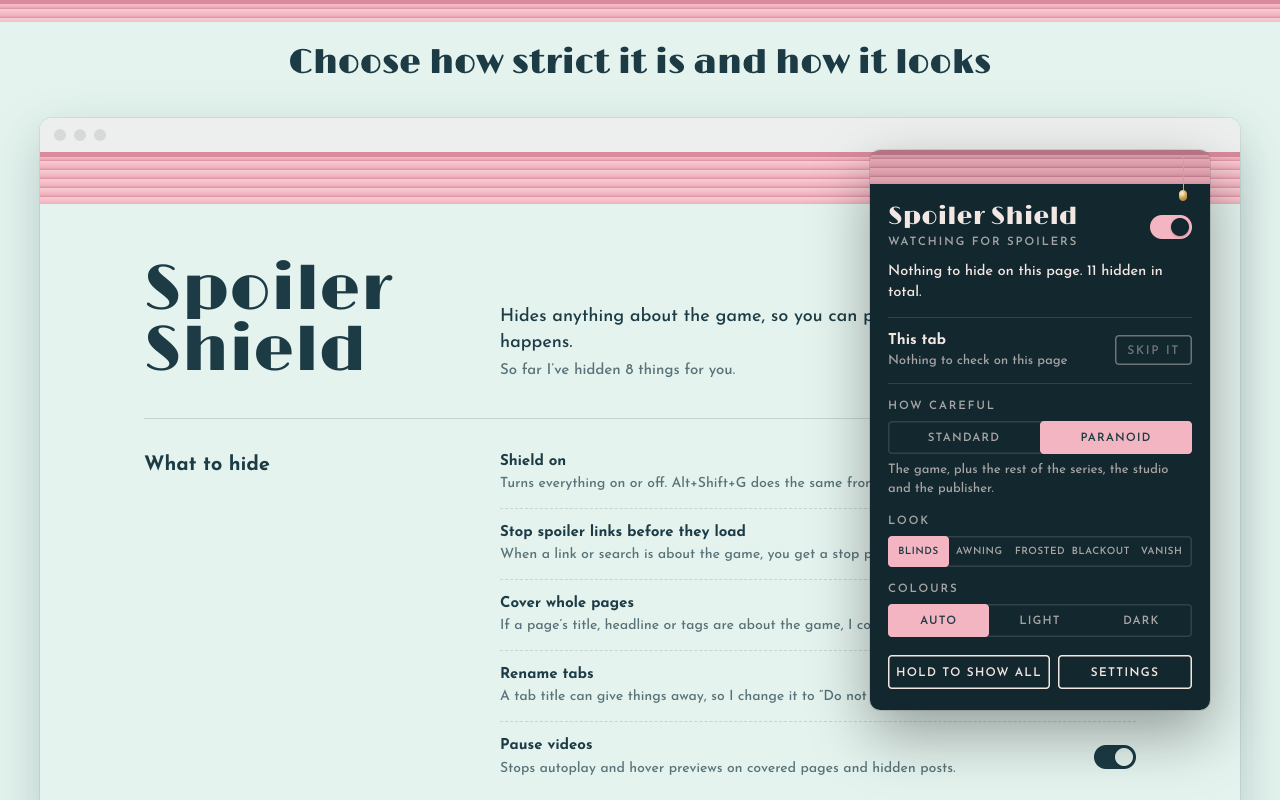 Choose how strict it is and how it looks
Spoiler
Shield
Hides anything about the game, so you can
happens.
So far I've hidden 8 things for you.
What to hide
Shield on
Turns everything on or off. Alt+Shift+G does the same
Stop spoiler links before they load
When a link or search is about the game, you get a stop
Cover whole pages
If a page's title, headline or tags are about the game, I
Rename tabs
A tab title can give things away, so I change it to “Do not
Pause videos
Stops autoplay and hover previews on covered pages and hidden posts.
Spoiler Shield
WATCHING FOR SPOILERS
Nothing to hide on this page. 11 hidden in
total.
This tab
Nothing to check on this page
SKIP IT
HOW CAREFUL
STANDARD PARANOID
The game, plus the rest of the series, the studio
and the publisher.
LOOK
BLINDS AWNING FROSTED BLACKOUT VANISH
COLOURS
AUTO LIGHT DARK
HOLD TO SHOW ALL SETTINGS